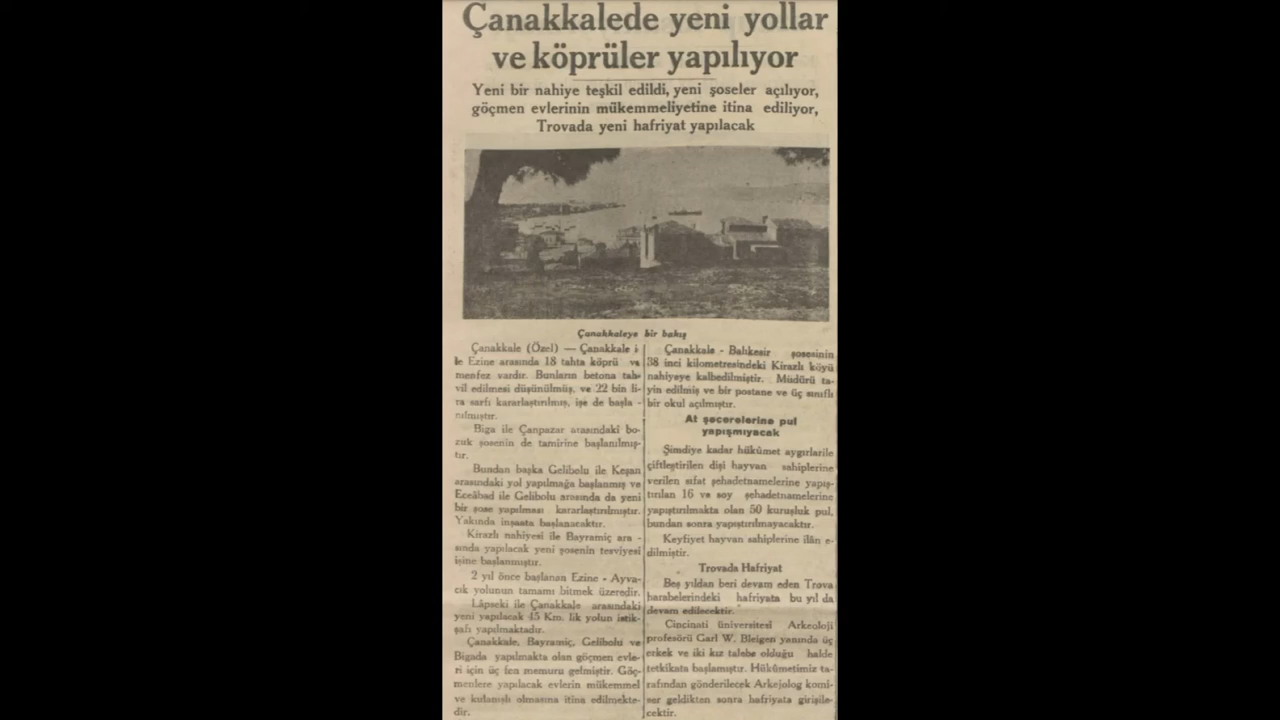 Çanakkalede yeni yollar
ve köprüler yapılıyor
Yeni bir nahiye teşkil edildi, yeni şoseler açılıyor,
göçmen evlerinin mükemmeliyetine itina ediliyor,
Trovada yeni hafriyat yapılacak
Çanakkaleye bir bakış
Çanakkale (Özel) — Çanakkale i-
le Ezine arasında 18 tahta köprü ve
menfez vardır. Bunların betona tah-
vil edilmesi düşünülmüş, ve 22 bin li-
ra sarfı kararlaştırılmış, işe de başla -
nılmıştır.
Biga ile Çanpazar arasındaki bo-
zuk şosenin de tamirine başlanılmış-
tır.
Bundan başka Gelibolu ile Keşan
arasındaki yol yapılmağa başlanmış ve
Eceâbad ile Gelibolu arasında da yeni
bir şose yapılması kararlaştırılmıştır.
Yakında inşaata başlanacaktır.
Kirazlı nahiyesi ile Bayramiç ara -
sında yapılacak yeni şosenin tesviyesi
işine başlanmıştır.
2 yıl önce başlanan Ezine - Ayva-
cık yolunun tamamı bitmek üzeredir.
Lâpseki ile Çanakkale arasındaki
yeni yapılacak 45 Km. lik yolun istik-
şafı yapılmaktadır.
Çanakkale, Bayramiç, Gelibolu ve
Bigada yapılmakta olan göçmen evle-
ri için üç fen memuru gelmiştir. Göç-
menlere yapılacak evlerin mükemmel
ve kulanışlı olmasına itina edilmekte-
dir.
Çanakkale - Balıkesir şosesinin
38 inci kilometresindeki Kirazlı köyü
nahiyeye kalbedilmiştir. Müdürü ta-
yin edilmiş ve bir postane ve üç sınıflı
bir okul açılmıştır.
At şecerelerine pul
yapışmıyacak
Şimdiye kadar hükûmet aygırlarile
çiftleştirilen dişi hayvan sahiplerine
verilen sıfat şehadetnamelerine yapış-
tırılan 16 ve soy şehadetnamelerine
yapıştırılmakta olan 50 kuruşluk pul,
bundan sonra yapıştırılmayacaktır.
Keyfiyet hayvan sahiplerine ilân e-
dilmiştir.
Trovada Hafriyat
Beş yıldan beri devam eden Trova
harabelerindeki hafriyata bu yıl da
devam edilecektir.
Cincinati üniversitesi Arkeoloji
profesörü Garl W. Bleigen yanında üç
erkek ve iki kız talebe olduğu halde
tetkikata başlamıştır. Hükûmetimiz ta-
rafından gönderilecek Arkejolog komi-
ser geldikten sonra hafriyata girişile-
cektir.